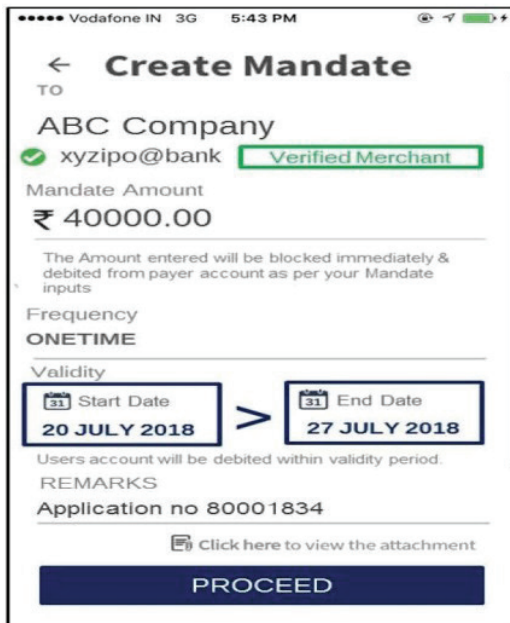 Vodafone IN 3G 5:43 PM
Create Mandate
TO
ABC Company
xyzipo@bank Verified Merchant
Mandate Amount
₹ 40000.00
The Amount entered will be blocked immediately &
debited from payer account as per your Mandate
inputs
Frequency
ONETIME
Validity
31 Start Date > 31 End Date
20 JULY 2018 27 JULY 2018
Users account will be debited within validity period.
REMARKS
Application no 80001834
Click here to view the attachment
PROCEED